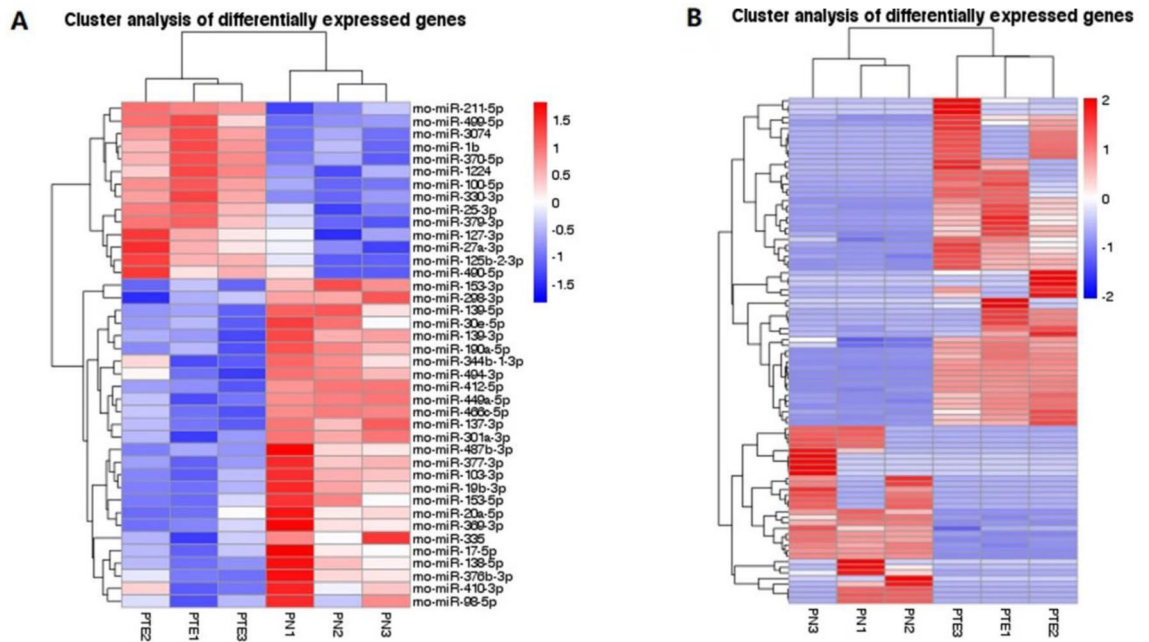 A
Cluster analysis of differentially expressed genes
rno-miR-211-5p
rno-miR-499-5p
rno-miR-3074
rno-miR-1b
rno-miR-370-5p
rno-miR-1224
rno-miR-100-5p
rno-miR-330-3p
rno-miR-25-3p
rno-miR-379-3p
rno-miR-127-3p
rno-miR-27a-3p
rno-miR-125b-2-3p
rno-miR-490-5p
rno-miR-153-3p
rno-miR-298-3p
rno-miR-139-5p
rno-miR-30e-5p
rno-miR-139-3p
rno-miR-190a-5p
rno-miR-344b-1-3p
rno-miR-494-3p
rno-miR-412-5p
rno-miR-449a-5p
rno-miR-466c-5p
rno-miR-137-3p
rno-miR-301a-3p
rno-miR-487b-3p
rno-miR-377-3p
rno-miR-103-3p
rno-miR-19b-3p
rno-miR-153-5p
rno-miR-20a-5p
rno-miR-369-3p
rno-miR-335
rno-miR-17-5p
rno-miR-138-5p
rno-miR-376b-3p
rno-miR-410-3p
rno-miR-98-5p
PTE2 PTE1 PTE3 PN1 PN2 PN3
1.5
1
0.5
0
-0.5
-1
-1.5
B
Cluster analysis of differentially expressed genes
2
1
0
-1
-2
PN3 PN1 PN2 PTE3 PTE1 PTE2